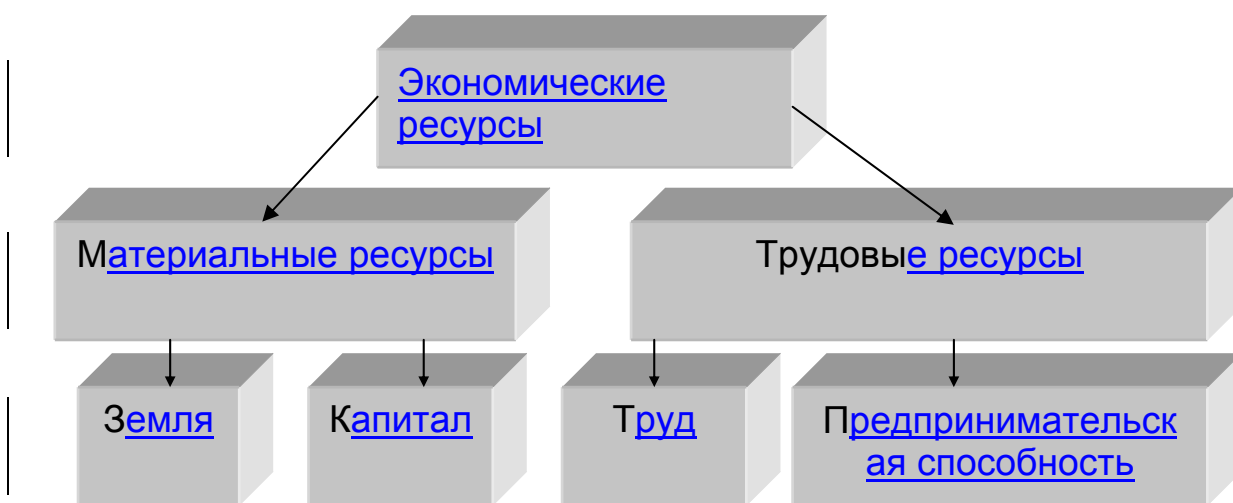 Экономические
ресурсы
Материальные ресурсы
Трудовые ресурсы
Земля
Капитал
Труд
Предпринимательск
ая способность